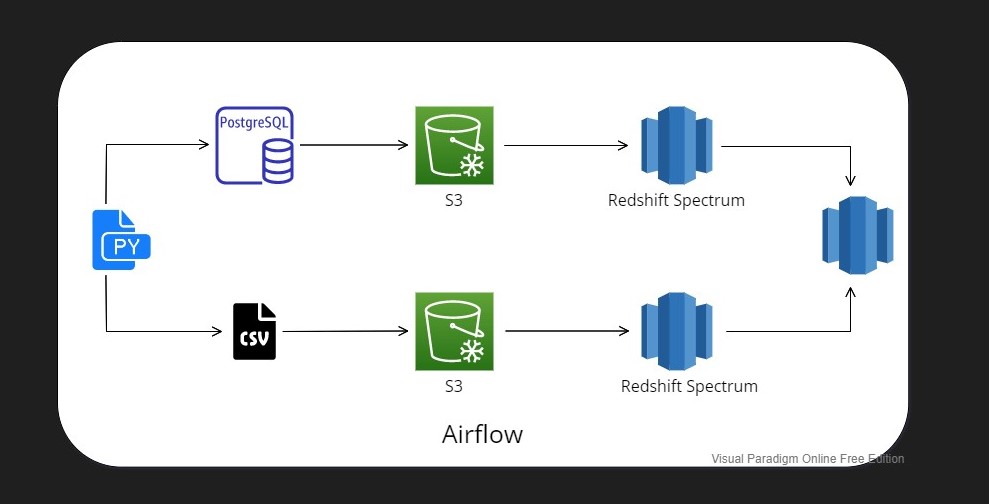 PostgreSQL
S3
Redshift Spectrum
PY
CSV
S3
Redshift Spectrum
Airflow
Visual Paradigm Online Free Edition